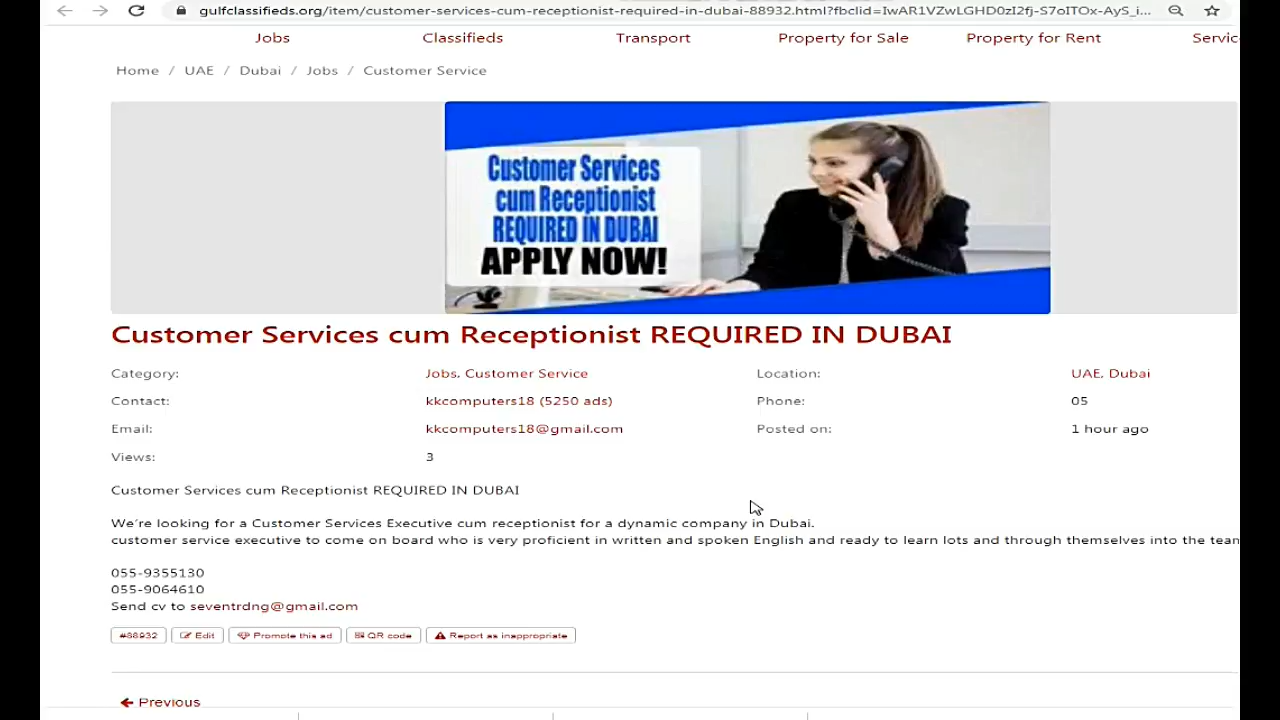 gulfclassifieds.org/item/customer-services-cum-receptionist-required-in-dubai-88932.html?fbclid=IwAR1VZwLGHD0zI2fj-S7oITOx-AyS_i...
Jobs Classifieds Transport Property for Sale Property for Rent Servic
Home / UAE / Dubai / Jobs / Customer Service
Customer Services
cum Receptionist
REQUIRED IN DUBAI
APPLY NOW!
Customer Services cum Receptionist REQUIRED IN DUBAI
Category: Jobs. Customer Service Location: UAE, Dubai
Contact: kkcomputers18 (5250 ads) Phone: 05
Email: kkcomputers18@gmail.com Posted on: 1 hour ago
Views: 3
Customer Services cum Receptionist REQUIRED IN DUBAI
We're looking for a Customer Services Executive cum receptionist for a dynamic company in Dubai.
customer service executive to come on board who is very proficient in written and spoken English and ready to learn lots and through themselves into the team
055-9355130
055-9064610
Send cv to seventrdng@gmail.com
#88932 Edit Promote this ad QR code Report as inappropriate
Previous